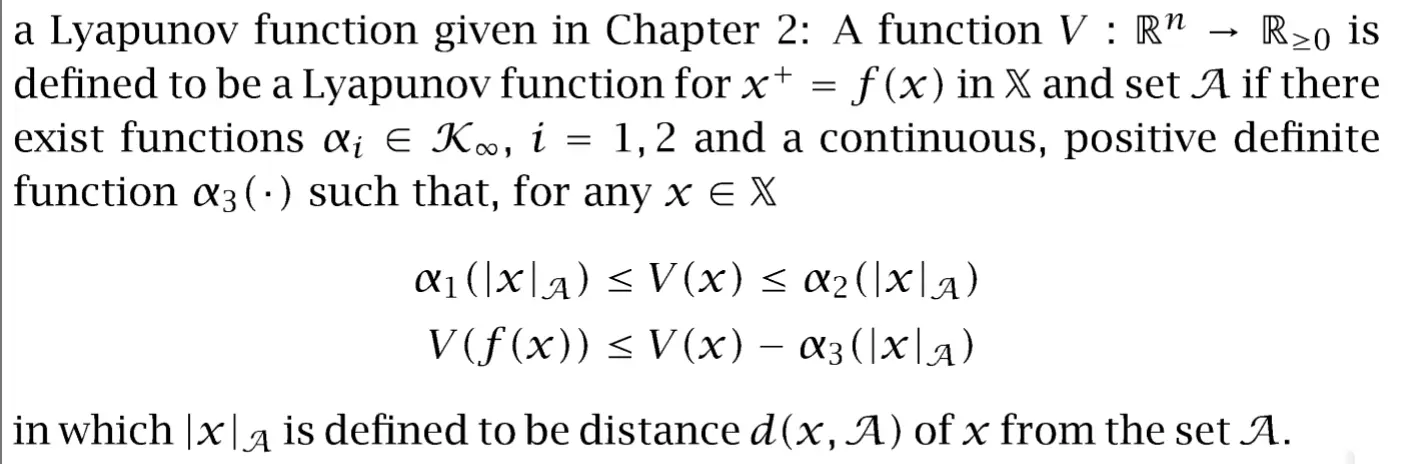 a Lyapunov function given in Chapter 2: A function V : ℝⁿ → ℝ≥0 is
defined to be a Lyapunov function for x⁺ = f(x) in 𝕏 and set 𝒜 if there
exist functions αᵢ ∈ 𝒦∞, i = 1, 2 and a continuous, positive definite
function α₃(·) such that, for any x ∈ 𝕏
α₁(|x|𝒜) ≤ V(x) ≤ α₂(|x|𝒜)
V(f(x)) ≤ V(x) − α₃(|x|𝒜)
in which |x|𝒜 is defined to be distance d(x, 𝒜) of x from the set 𝒜.